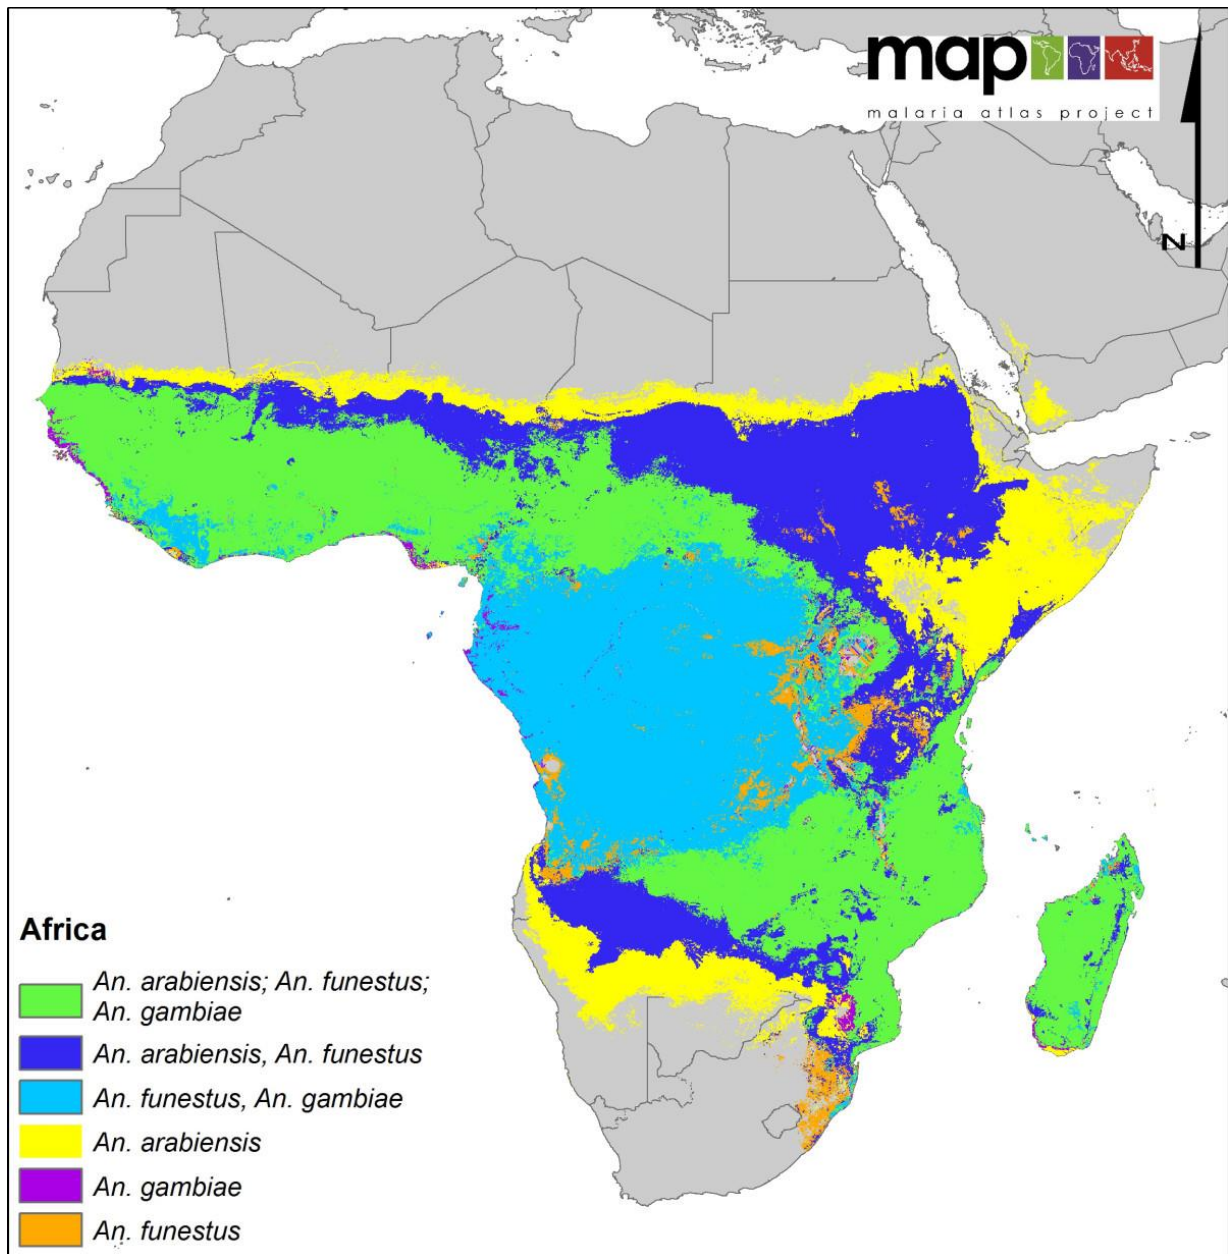 map
malaria atlas project
N
Africa
An. arabiensis; An. funestus;
An. gambiae
An. arabiensis, An. funestus
An. funestus, An. gambiae
An. arabiensis
An. gambiae
An. funestus